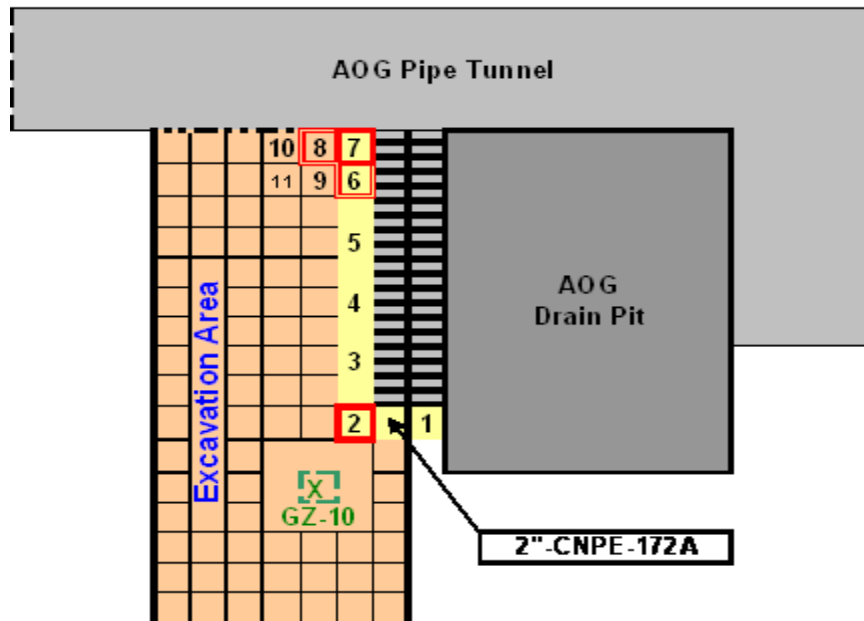 AOG Pipe Tunnel
10 8 7
11 9 6
5
4
3
2 1
AOG
Drain Pit
Excavation Area
X
GZ-10
2"-CNPE-172A